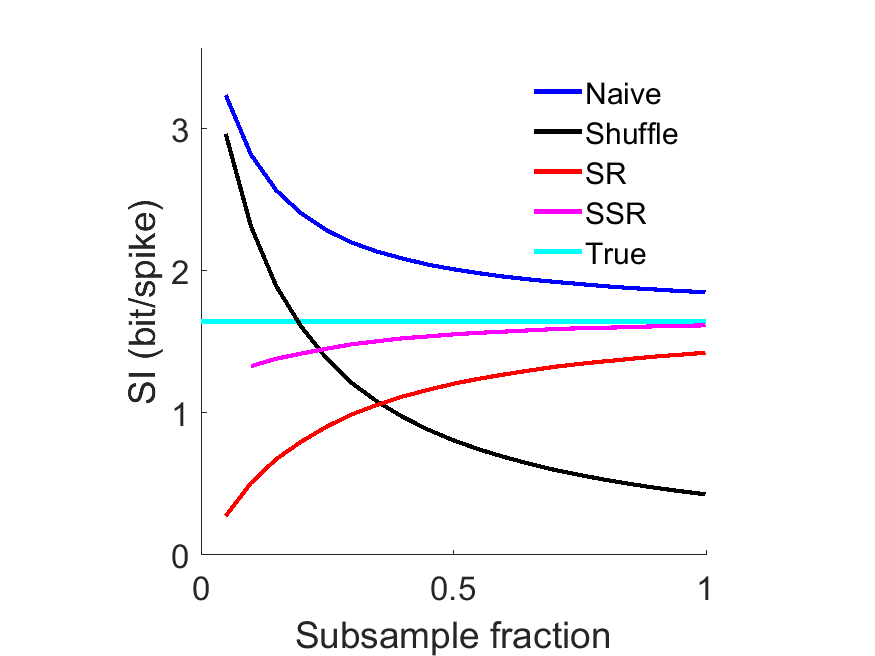 SI (bit/spike)
3
2
1
0
Naive
Shuffle
SR
SSR
True
0 0.5 1
Subsample fraction